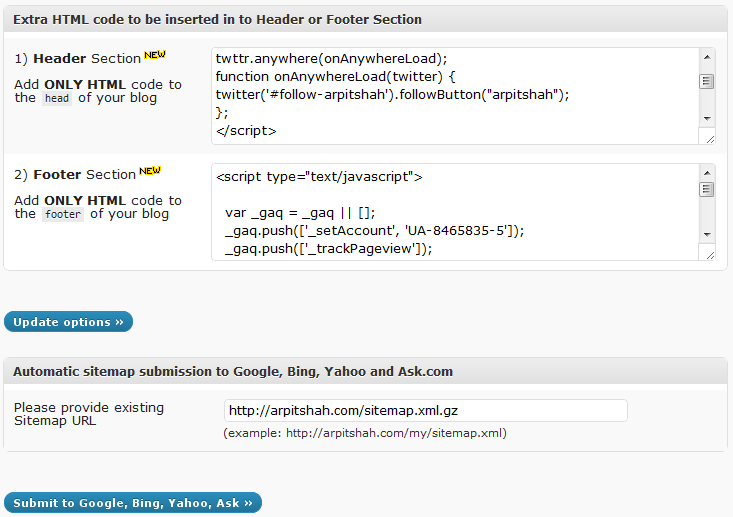 Extra HTML code to be inserted in to Header or Footer Section
1) Header Section NEW
Add ONLY HTML code to
the head of your blog
twttr.anywhere(onAnywhereLoad);
function onAnywhereLoad(twitter) {
twitter('#follow-arpitshah').followButton("arpitshah");
};
</script>
2) Footer Section NEW
Add ONLY HTML code to
the footer of your blog
<script type="text/javascript">
var _gaq = _gaq || [];
_gaq.push(['_setAccount', 'UA-8465835-5']);
_gaq.push(['_trackPageview']);
Update options »
Automatic sitemap submission to Google, Bing, Yahoo and Ask.com
Please provide existing
Sitemap URL
http://arpitshah.com/sitemap.xml.gz
(example: http://arpitshah.com/my/sitemap.xml)
Submit to Google, Bing, Yahoo, Ask »